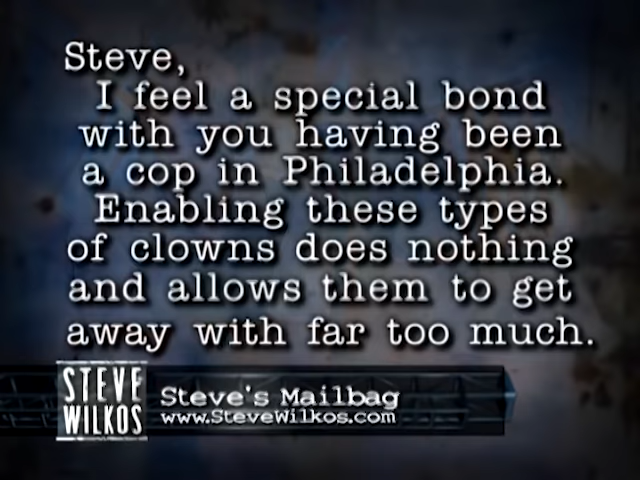 Steve,
I feel a special bond
with you having been
a cop in Philadelphia.
Enabling these types
of clowns does nothing
and allows them to get
away with far too much.
STEVE
WILKOS
Steve's Mailbag
www.SteveWilkos.com